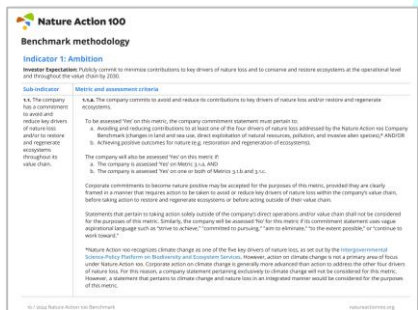 Nature Action 100
Benchmark methodology
Indicator 1: Ambition
Investor Expectation: Publicly commit to minimize contributions to key drivers of nature loss and to conserve and restore ecosystems at the operational level
and throughout the value chain by 2030.
Sub-indicator Metric and assessment criteria
1.1. The company
has a commitment
to avoid and
reduce key drivers
of nature loss
and/or to restore
and regenerate
ecosystems
throughout its
value chain.
1.1.a. The company commits to avoid and reduce its contributions to key drivers of nature loss and/or restore and regenerate
ecosystems.
To be assessed 'Yes' on this metric, the company commitment statement must pertain to:
a. Avoiding and reducing contributions to at least one of the four drivers of nature loss addressed by the Nature Action 100 Company
Benchmark (changes in land and sea use, direct exploitation of natural resources, pollution, and invasive alien species);* AND/OR
b. Achieving positive outcomes for nature (e.g. restoration and regeneration of ecosystems).
The company will also be assessed 'Yes' on this metric if:
a. The company is assessed 'Yes' on Metric 3.1.a. AND
b. The company is assessed 'Yes' on one or both of Metrics 3.1.b and 3.1.c.
Corporate commitments to become nature positive may be accepted for the purposes of this metric, provided they are clearly
framed in a manner that requires action to be taken to avoid or reduce key drivers of nature loss within the company's value chain,
before taking action to restore and regenerate ecosystems or before acting outside of their value chain.
Statements that pertain to taking action solely outside of the company's direct operations and/or value chain shall not be considered
for the purposes of this metric. Similarly, the company will be assessed 'No' for this metric if its commitment statement uses vague
aspirational language such as "strive to achieve," "committed to pursuing," "aim to eliminate," "to the extent possible," or "continue to
work toward."
*Nature Action 100 recognizes climate change as one of the five key drivers of nature loss, as set out by the Intergovernmental
Science-Policy Platform on Biodiversity and Ecosystem Services. However, action on climate change is not a primary area of focus
under Nature Action 100. Corporate action on climate change is generally more advanced than action to address the other four drivers
of nature loss. For this reason, a company statement pertaining exclusively to climate change will not be considered for this metric.
However, a statement that pertains to climate change and nature loss in an integrated manner would be considered for the purposes
of this metric.
2024 Nature Action 100 Benchmark
natureaction100.org